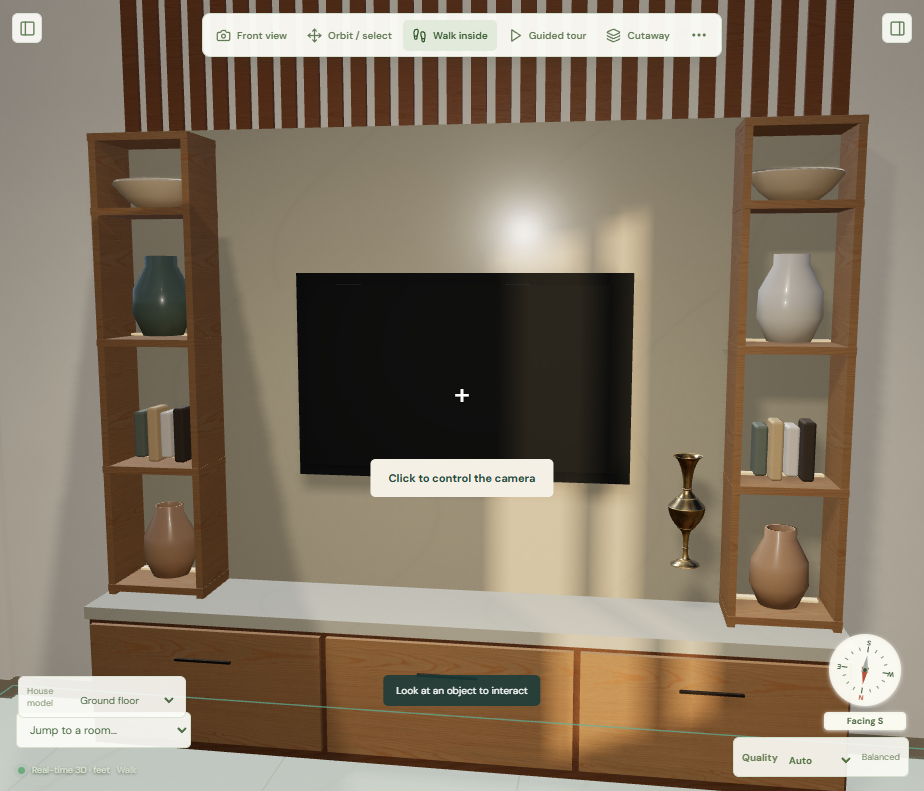 Front view
Orbit / select
Walk inside
Guided tour
Cutaway
Click to control the camera
Look at an object to interact
House model
Ground floor
Jump to a room...
Real-time 3D · feet Walk
S
E
W
N
Facing S
Quality
Auto
Balanced